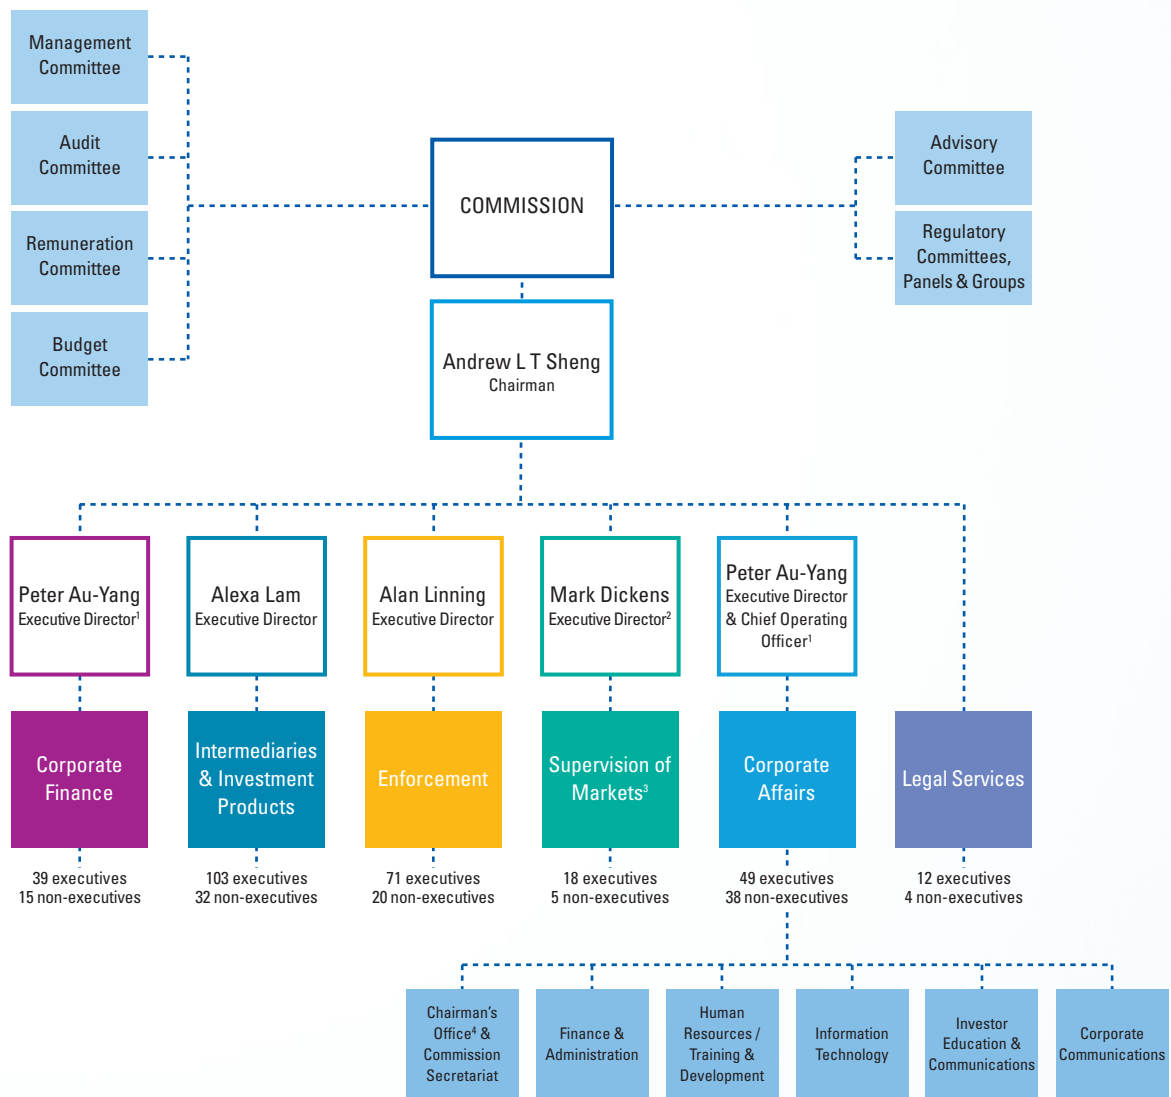 Management
Committee
Audit
Committee
Remuneration
Committee
Budget
Committee
COMMISSION
Advisory
Committee
Regulatory
Committees,
Panels & Groups
Andrew L T Sheng
Chairman
Peter Au-Yang
Executive Director¹
Alexa Lam
Executive Director
Alan Linning
Executive Director
Mark Dickens
Executive Director²
Peter Au-Yang
Executive Director
& Chief Operating
Officer¹
Corporate
Finance
Intermediaries
& Investment
Products
Enforcement
Supervision of
Markets³
Corporate
Affairs
Legal Services
39 executives
15 non-executives
103 executives
32 non-executives
71 executives
20 non-executives
18 executives
5 non-executives
49 executives
38 non-executives
12 executives
4 non-executives
Chairman's
Office⁴ &
Commission
Secretariat
Finance &
Administration
Human
Resources /
Training &
Development
Information
Technology
Investor
Education &
Communications
Corporate
Communications